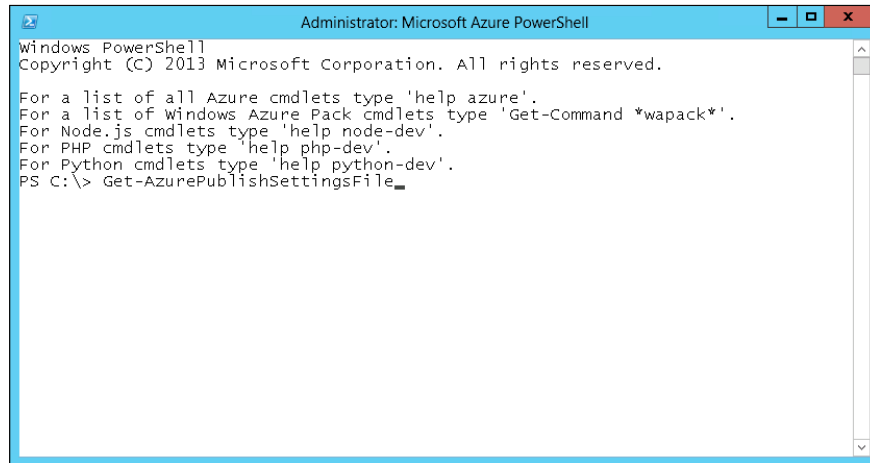 Administrator: Microsoft Azure PowerShell
Windows PowerShell
Copyright (C) 2013 Microsoft Corporation. All rights reserved.
For a list of all Azure cmdlets type 'help azure'.
For a list of Windows Azure Pack cmdlets type 'Get-Command *wapack*'.
For Node.js cmdlets type 'help node-dev'.
For PHP cmdlets type 'help php-dev'.
For Python cmdlets type 'help python-dev'.
PS C:\> Get-AzurePublishSettingsFile